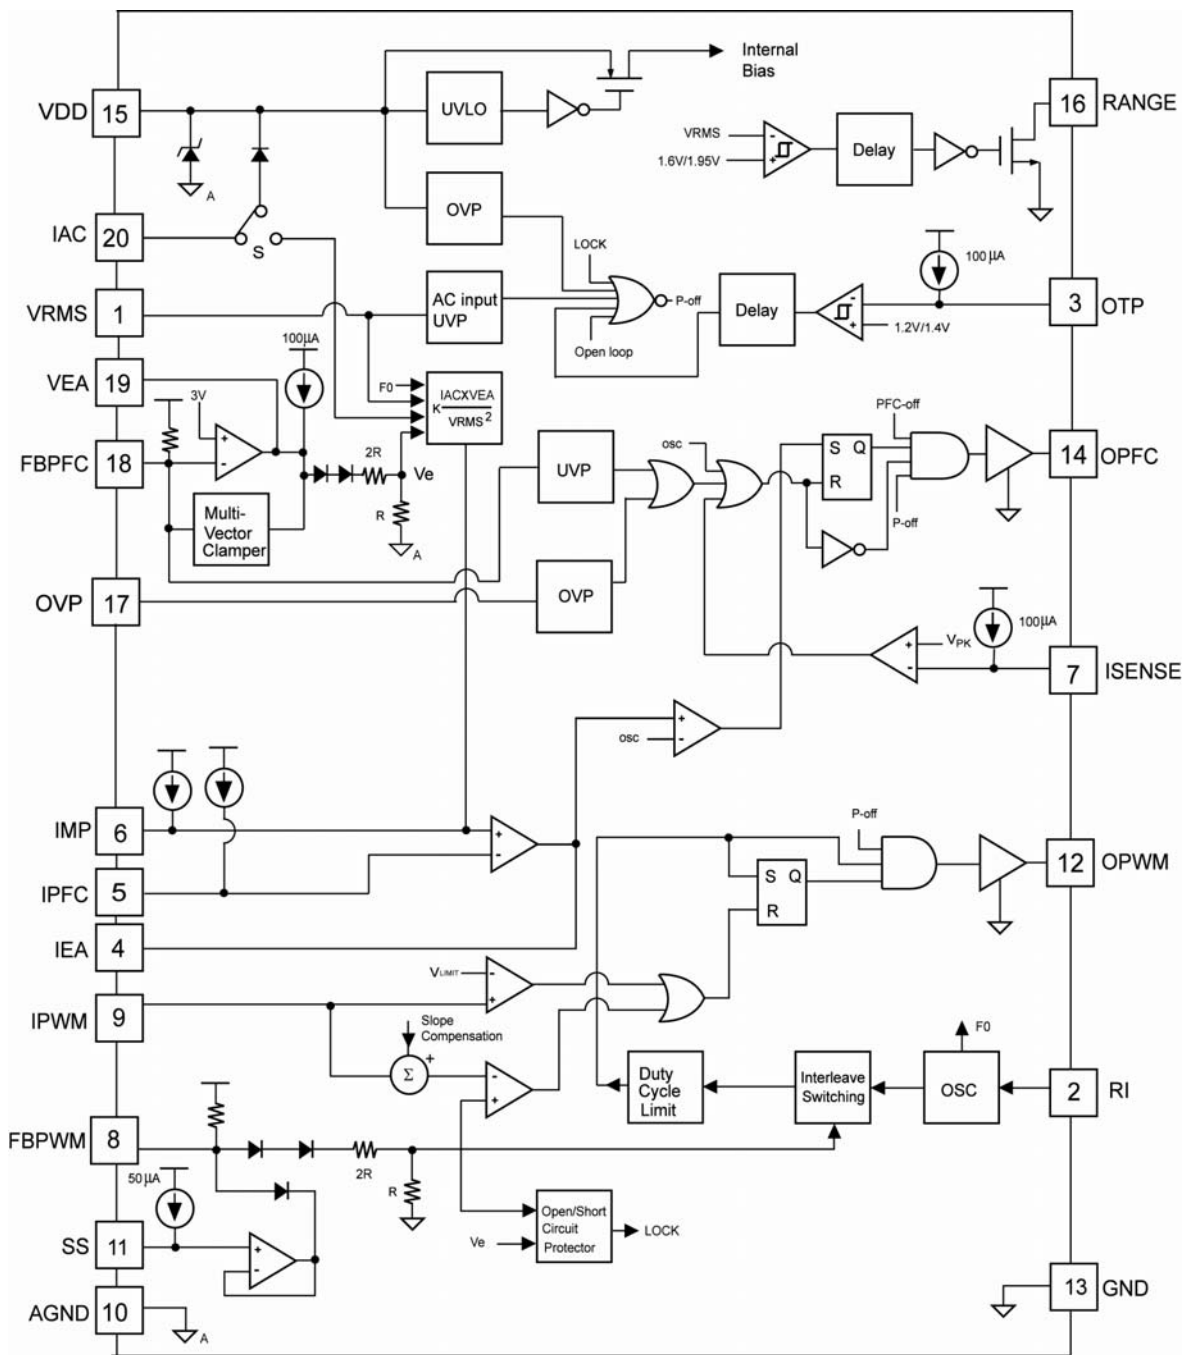 Internal
Bias
VDD
15
UVLO
16
RANGE
VRMS
-
1.6V/1.95V
+
Delay
A
OVP
IAC
20
S
LOCK
100µA
VRMS
1
AC input
UVP
P-off
Delay
-
+
3
OTP
1.2V/1.4V
Open loop
100µA
VEA
19
F0
K IACXVEA
VRMS2
3V
+
-
PFC-off
FBPFC
18
2R
Ve
UVP
osc
S
Q
R
14
OPFC
R
P-off
Multi-
Vector
Clamper
A
OVP
17
OVP
100µA
VPK
+
-
7
ISENSE
+
-
osc
IMP
6
+
-
P-off
12
OPWM
IPFC
5
S
Q
R
IEA
4
VLIMIT
-
+
IPWM
9
Slope
Compensation
F0
Σ
+
-
+
Duty
Cycle
Limit
Interleave
Switching
OSC
2
RI
FBPWM
8
2R
R
50µA
Open/Short
Circuit
Protector
LOCK
Ve
SS
11
+
-
13
GND
AGND
10
A